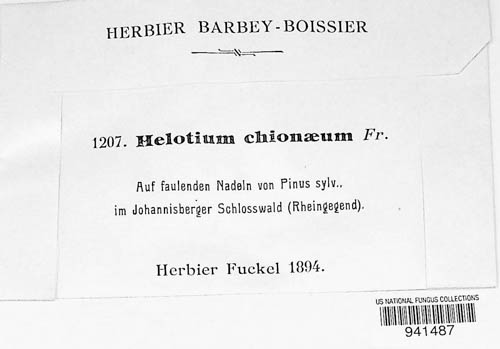 HERBIER BARBEY-BOISSIER
1207. Helotium chionæum Fr.
Auf faulenden Nadeln von Pinus sylv..
im Johannisberger Schlosswald (Rheingegend).
Herbier Fuckel 1894.
US NATIONAL FUNGUS COLLECTIONS
941487